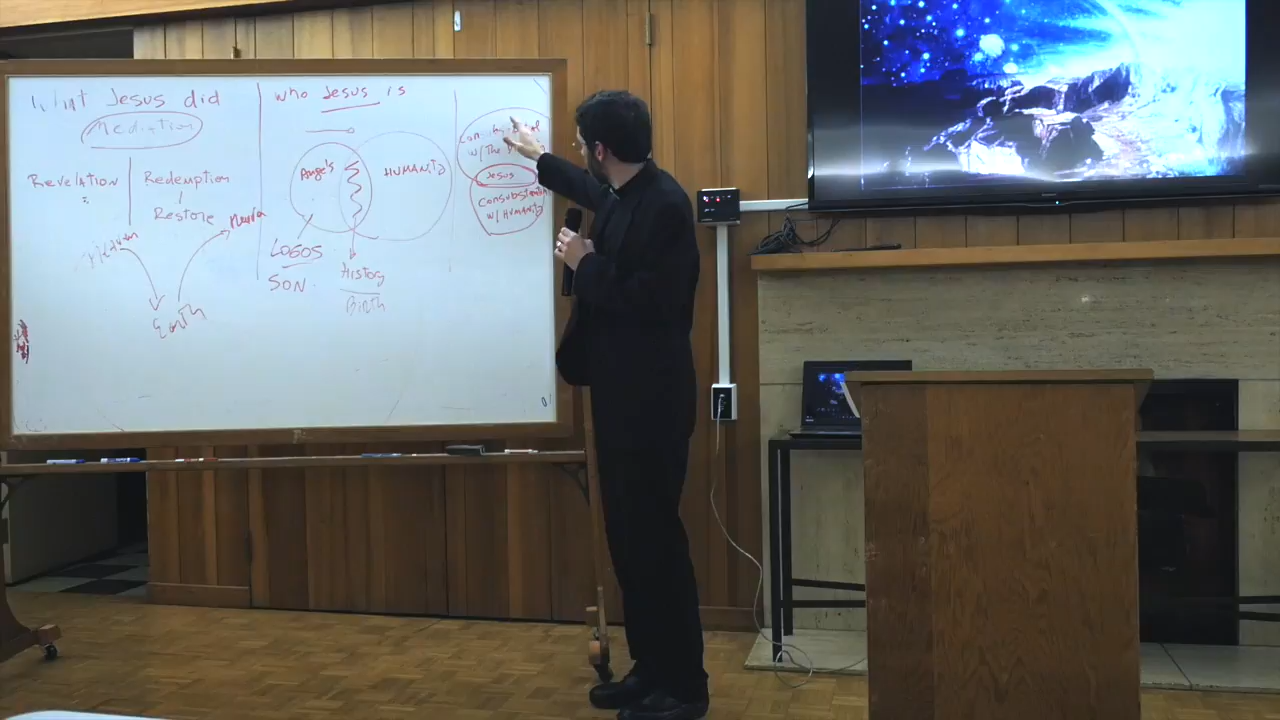 What Jesus did
Mediation
Revelation
Redemption
Restore
Earth
who Jesus is
Angels
HUMANITY
LOGOS
SON
History
Birth
w/ The
Jesus
Consubstantial
w/ HUMANITY